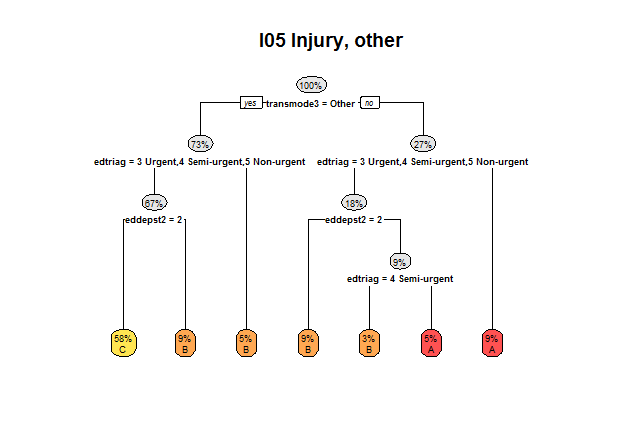 I05 Injury, other
100%
yes transmode3 = Other no
73% 27%
edtriag = 3 Urgent,4 Semi-urgent,5 Non-urgent edtriag = 3 Urgent,4 Semi-urgent,5 Non-urgent
67% 18%
eddepst2 = 2 eddepst2 = 2
9%
edtriag = 4 Semi-urgent
58% 9% 5% 9% 3% 5% 9%
C B B B B A A